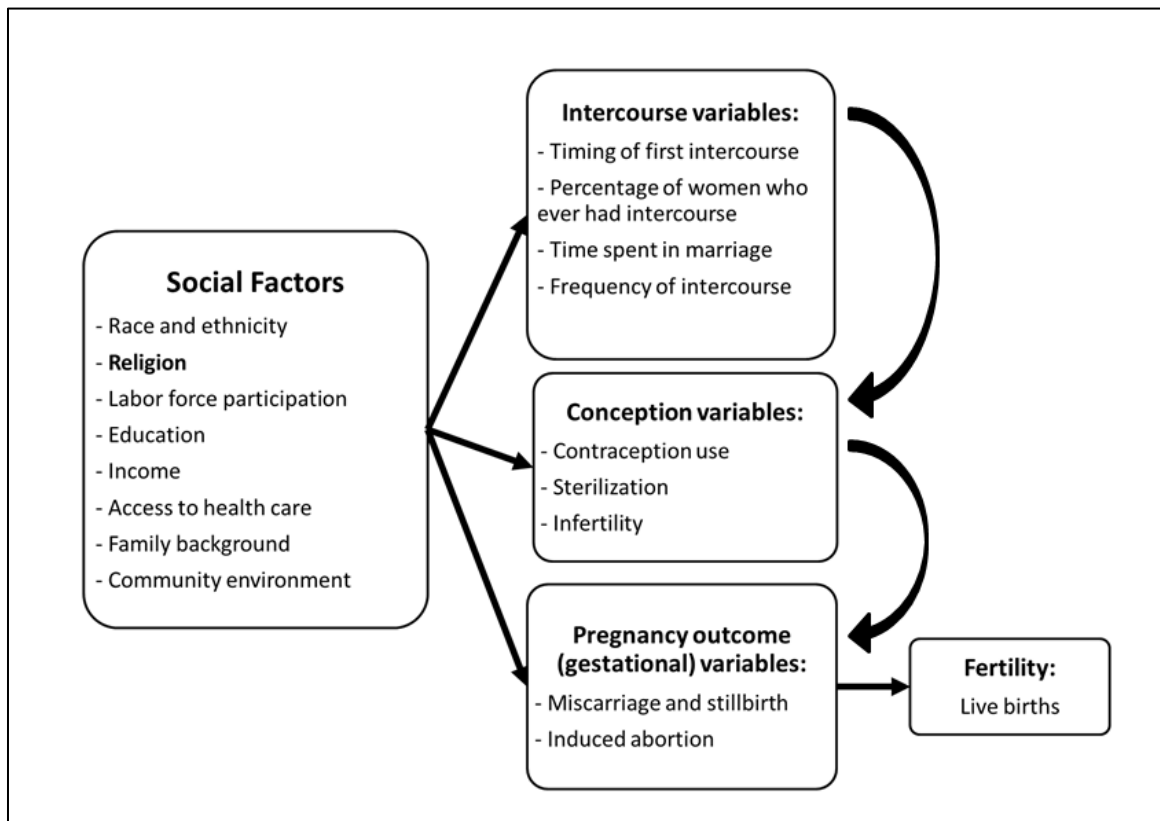 Social Factors
- Race and ethnicity
- Religion
- Labor force participation
- Education
- Income
- Access to health care
- Family background
- Community environment
Intercourse variables:
- Timing of first intercourse
- Percentage of women who
ever had intercourse
- Time spent in marriage
- Frequency of intercourse
Conception variables:
- Contraception use
- Sterilization
- Infertility
Pregnancy outcome
(gestational) variables:
- Miscarriage and stillbirth
- Induced abortion
Fertility:
Live births